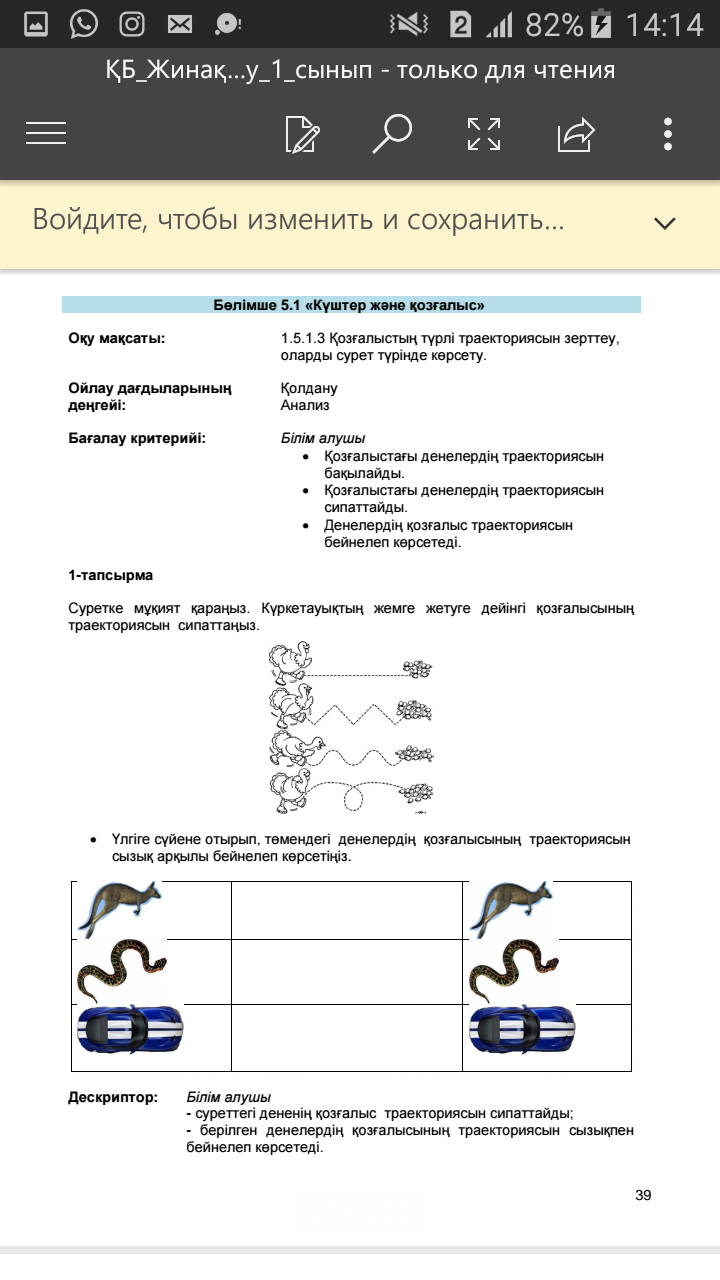 2 82% 14:14
ҚБ_Жинақ...у_1_сынып - только для чтения
Войдите, чтобы изменить и сохранить...
Бөлімше 5.1 «Күштер және қозғалыс»
Оқу мақсаты: 1.5.1.3 Қозғалыстың түрлі траекториясын зерттеу,
оларды сурет түрінде көрсету.
Ойлау дағдыларының Қолдану
деңгейі: Анализ
Бағалау критерийі: Білім алушы
• Қозғалыстағы денелердің траекториясын
бақылайды.
• Қозғалыстағы денелердің траекториясын
сипаттайды.
• Денелердің қозғалыс траекториясын
бейнелеп көрсетеді.
1-тапсырма
Суретке мұқият қараңыз. Күркетауықтың жемге жетуге дейінгі қозғалысының
траекториясын сипаттаңыз.
• Үлгіге сүйене отырып, төмендегі денелердің қозғалысының траекториясын
сызық арқылы бейнелеп көрсетіңіз.
Дескриптор: Білім алушы
- суреттегі дененің қозғалыс траекториясын сипаттайды;
- берілген денелердің қозғалысының траекториясын сызықпен
бейнелеп көрсетеді.
39